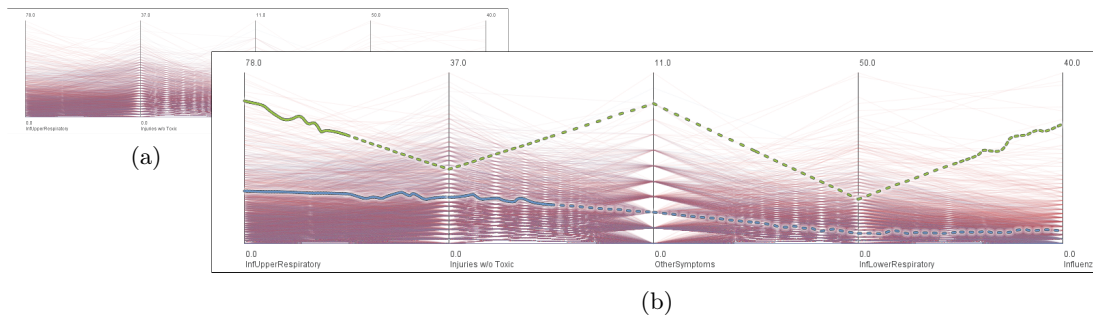 78.0 37.0 11.0 50.0 40.0
0.0 0.0
InfUpperRespiratory Injuries w/o Toxic
(a)
78.0 37.0 11.0 50.0 40.0
0.0 0.0 0.0 0.0 0.0
InfUpperRespiratory Injuries w/o Toxic OtherSymptoms InfLowerRespiratory Influenz
(b)